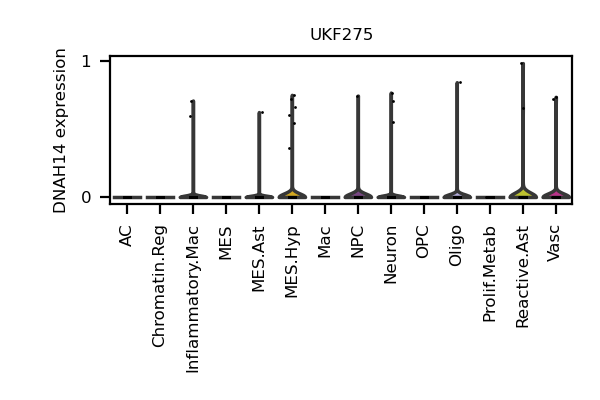 UKF275
DNAH14 expression
1
0
AC
Chromatin.Reg
Inflammatory.Mac
MES
MES.Ast
MES.Hyp
Mac
NPC
Neuron
OPC
Oligo
Prolif.Metab
Reactive.Ast
Vasc